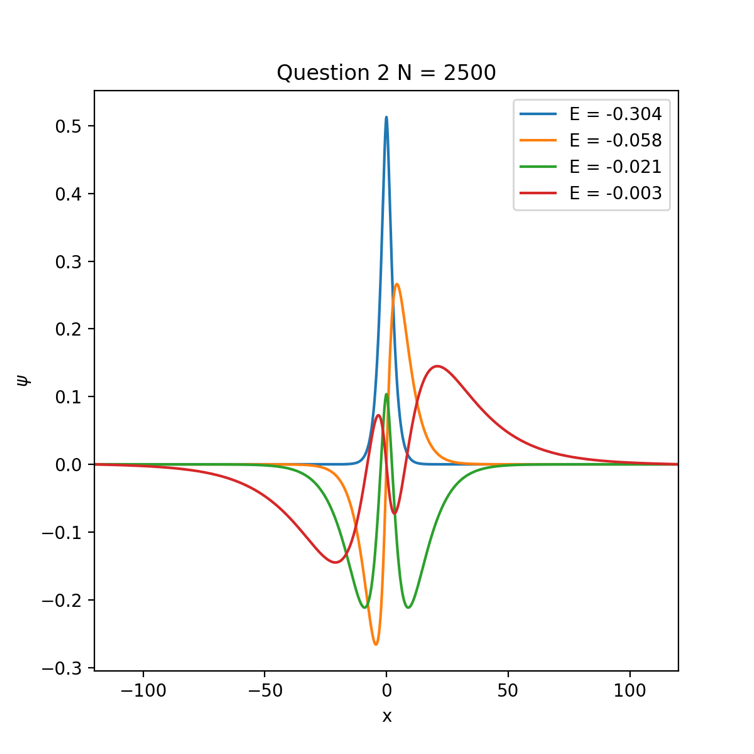 Question 2 N = 2500
E = -0.304
E = -0.058
E = -0.021
E = -0.003
0.5
0.4
0.3
0.2
0.1
0.0
−0.1
−0.2
−0.3
ψ
−100
−50
0
50
100
x